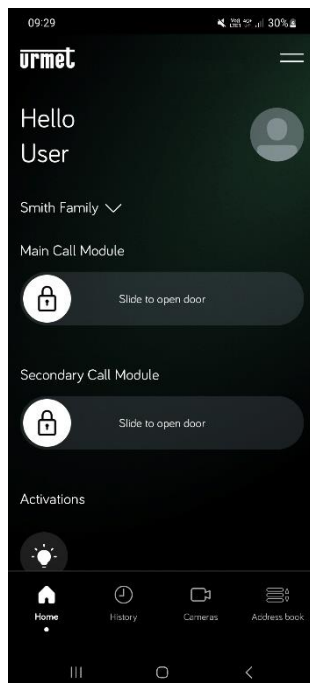 09:29
30%
urmet
Hello
User
Smith Family
Main Call Module
Slide to open door
Secondary Call Module
Slide to open door
Activations
Home
History
Cameras
Address book